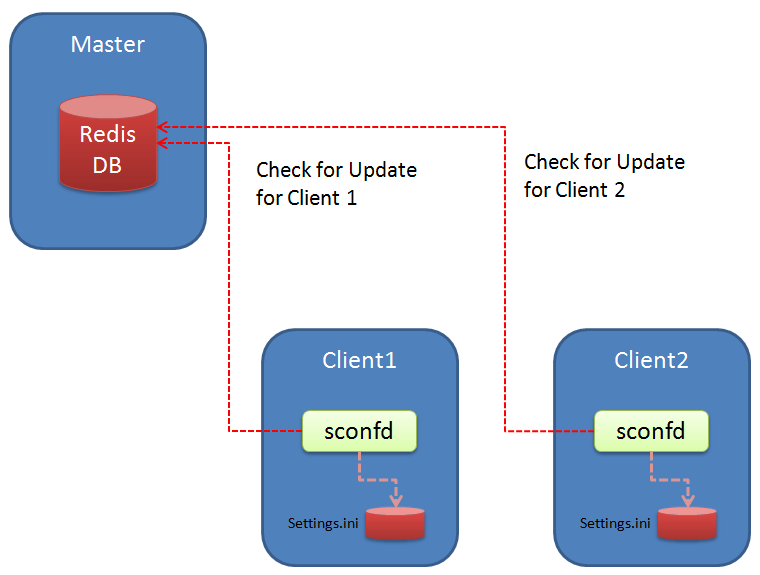 Master
Redis
DB
Check for Update
for Client 1
Check for Update
for Client 2
Client1
sconfd
Settings.ini
Client2
sconfd
Settings.ini